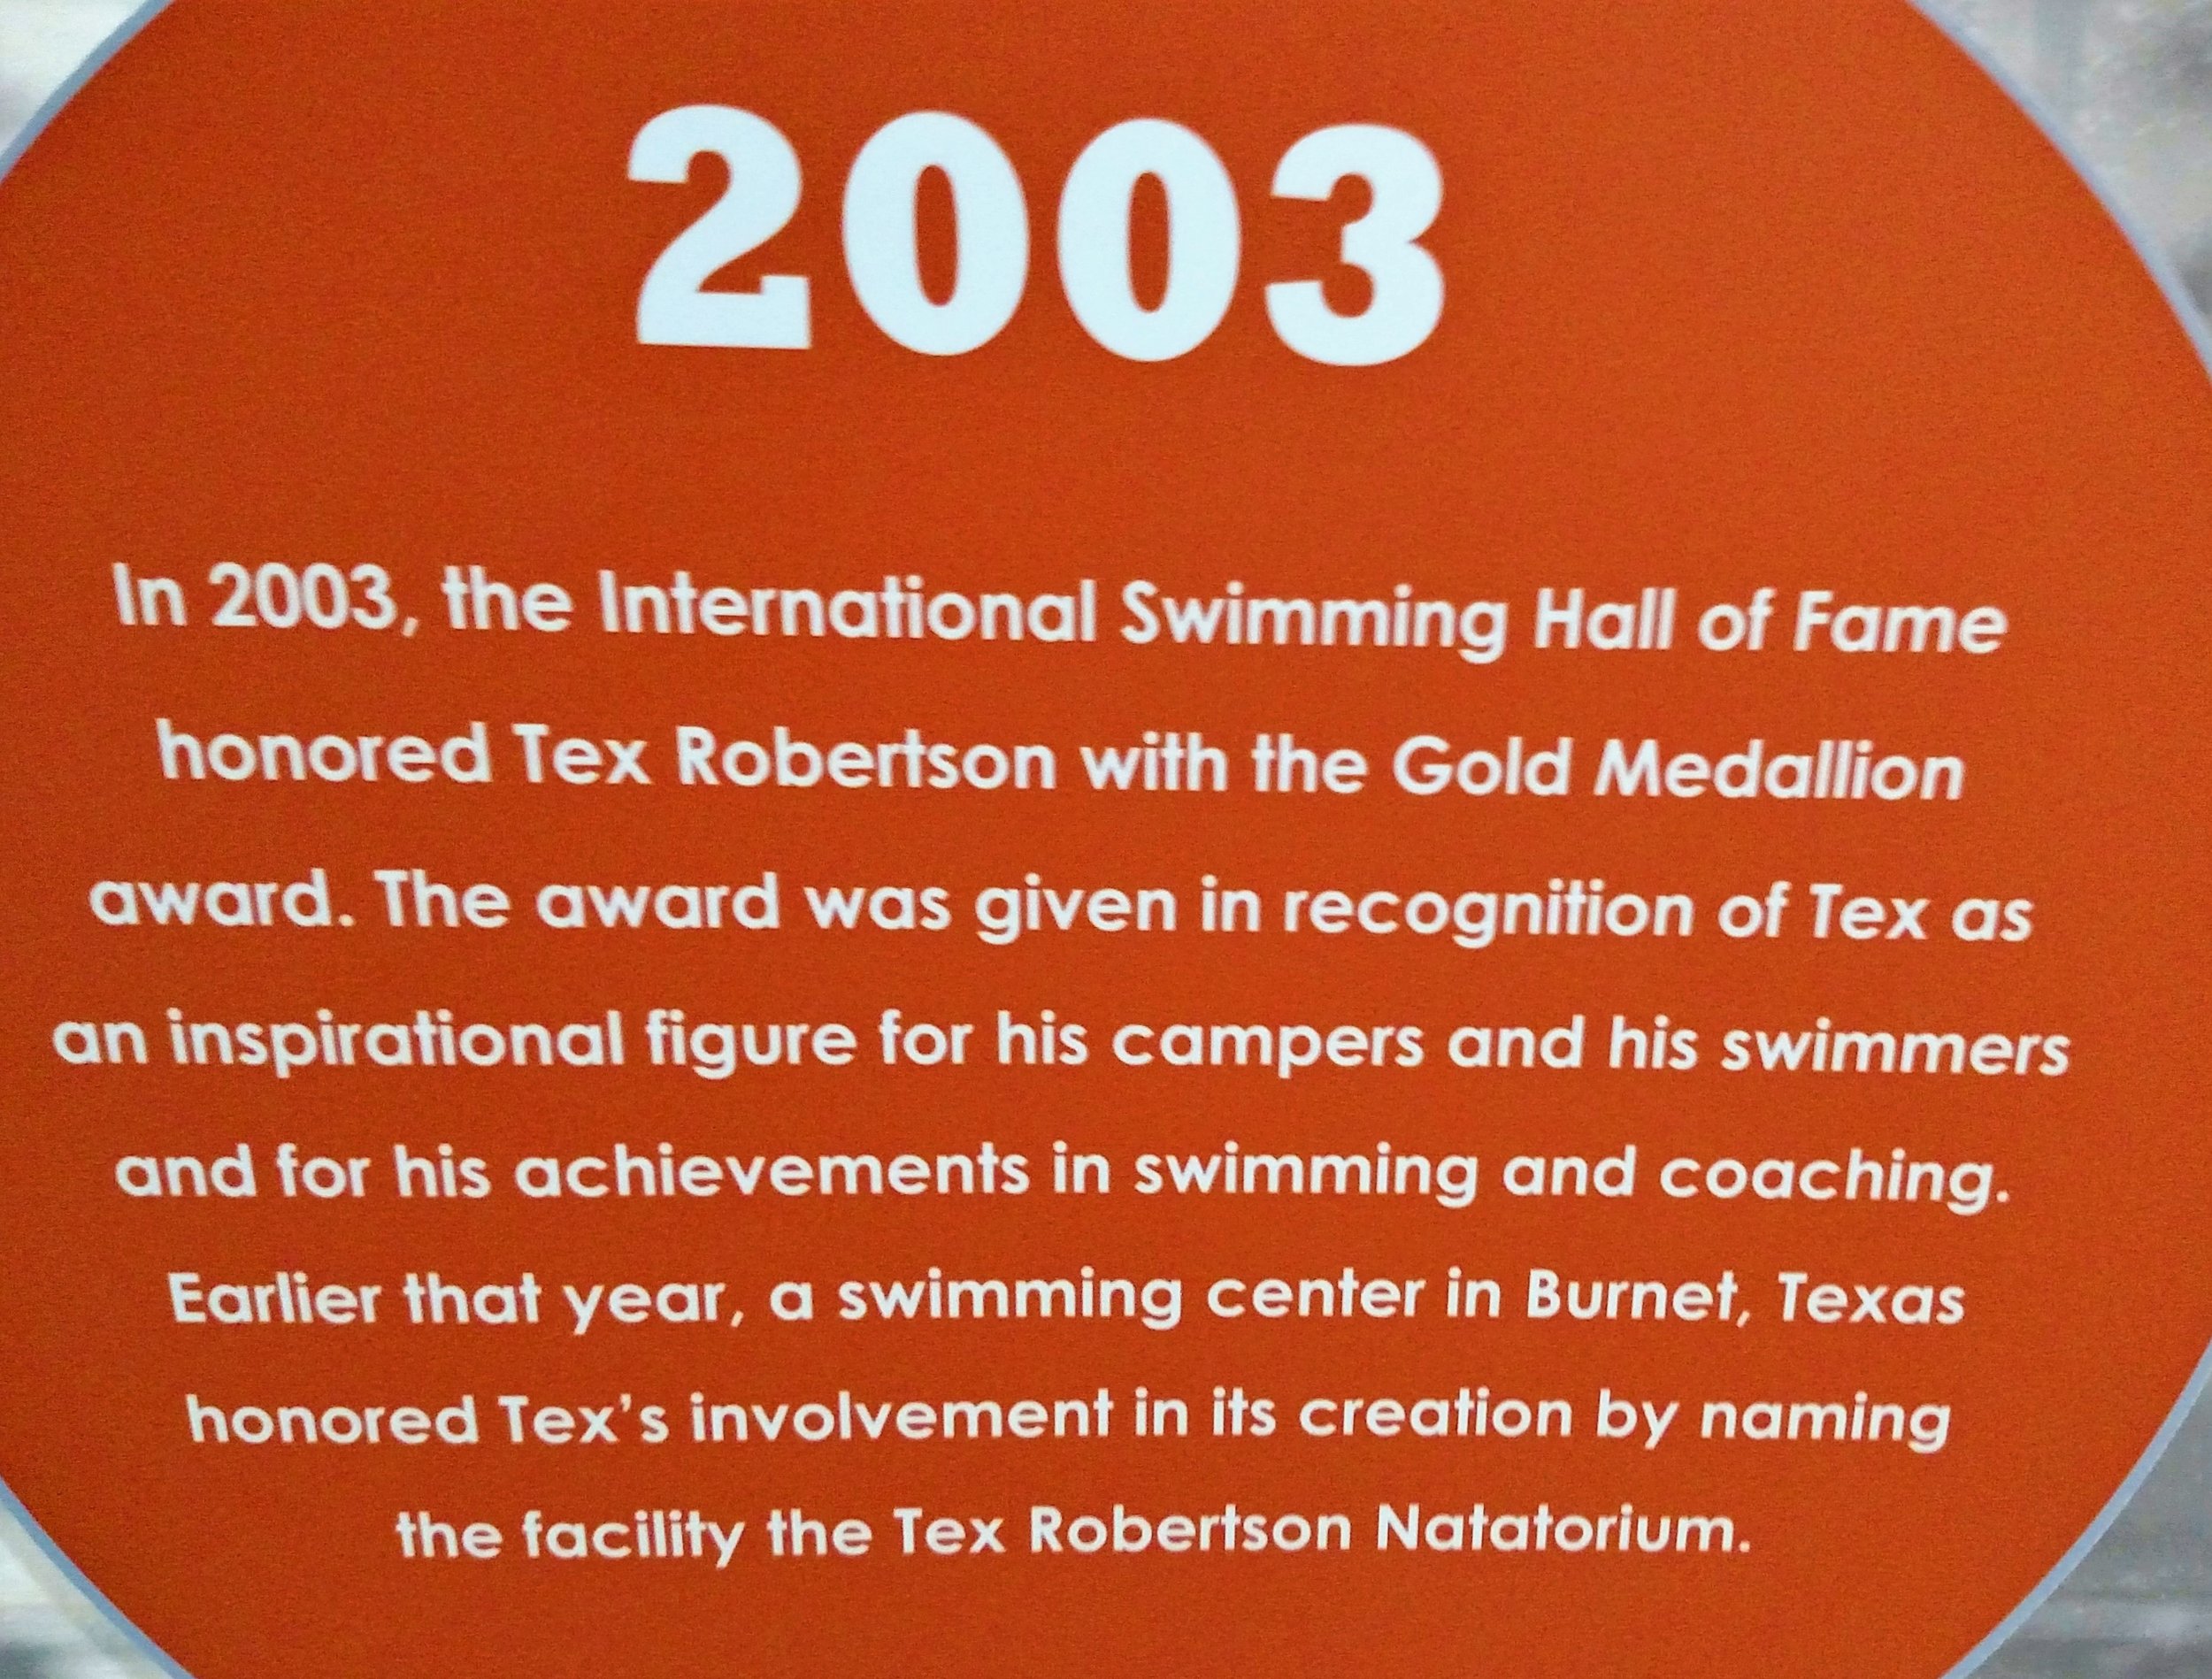 2003
In 2003, the International Swimming Hall of Fame
honored Tex Robertson with the Gold Medallion
award. The award was given in recognition of Tex as
an inspirational figure for his campers and his swimmers
and for his achievements in swimming and coaching.
Earlier that year, a swimming center in Burnet, Texas
honored Tex’s involvement in its creation by naming
the facility the Tex Robertson Natatorium.